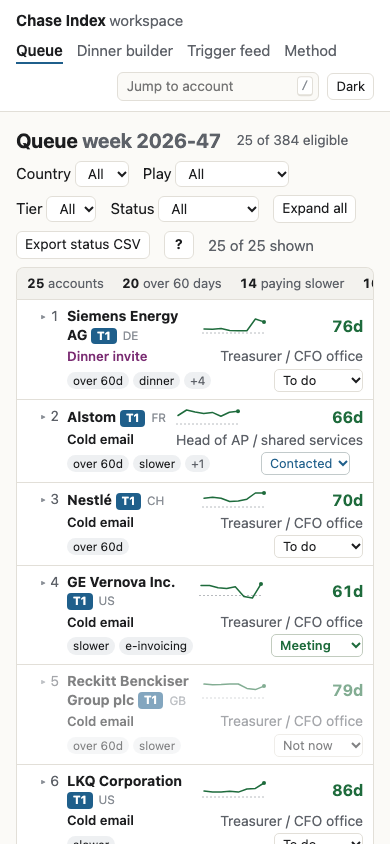 Chase Index workspace
Queue Dinner builder Trigger feed Method
Jump to account / Dark
Queue week 2026-47 25 of 384 eligible
Country All Play All
Tier All Status All Expand all
Export status CSV ? 25 of 25 shown
25 accounts 20 over 60 days 14 paying slower
1 Siemens Energy AG T1 DE 76d
Dinner invite Treasurer / CFO office
over 60d dinner +4 To do
2 Alstom T1 FR 66d
Cold email Head of AP / shared services
over 60d slower +1 Contacted
3 Nestlé T1 CH 70d
Cold email Treasurer / CFO office
over 60d To do
4 GE Vernova Inc. T1 US 61d
Cold email Treasurer / CFO office
slower e-invoicing Meeting
5 Reckitt Benckiser Group plc T1 GB 79d
Cold email Treasurer / CFO office
over 60d slower Not now
6 LKQ Corporation T1 US 86d
Cold email Treasurer / CFO office